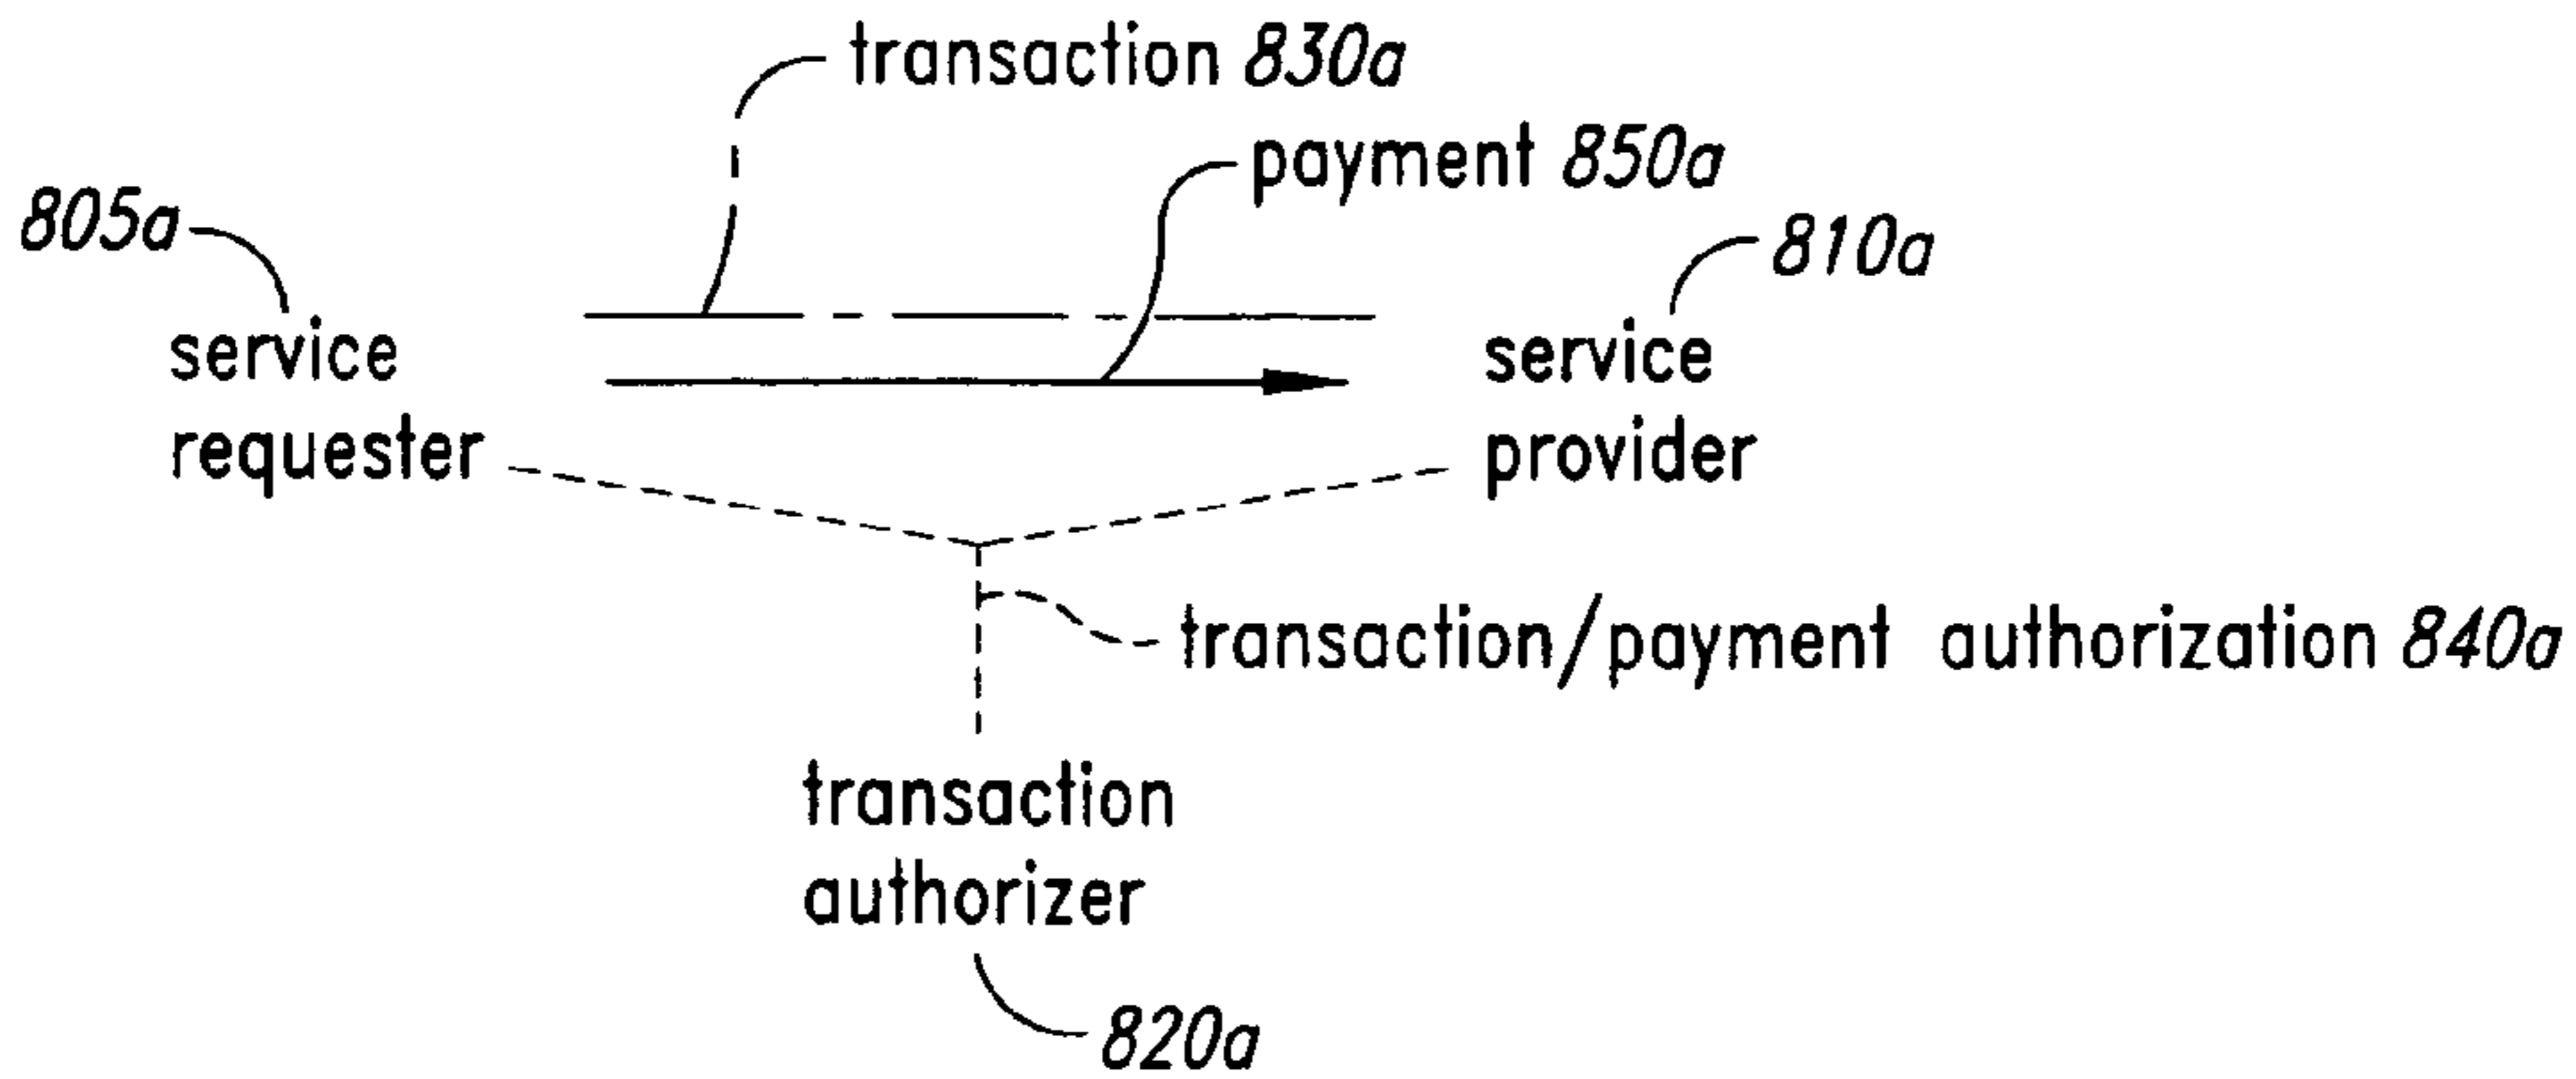 transaction 830a
payment 850a
805a
810a
service
requester
service
provider
transaction/payment authorization 840a
transaction
authorizer
820a